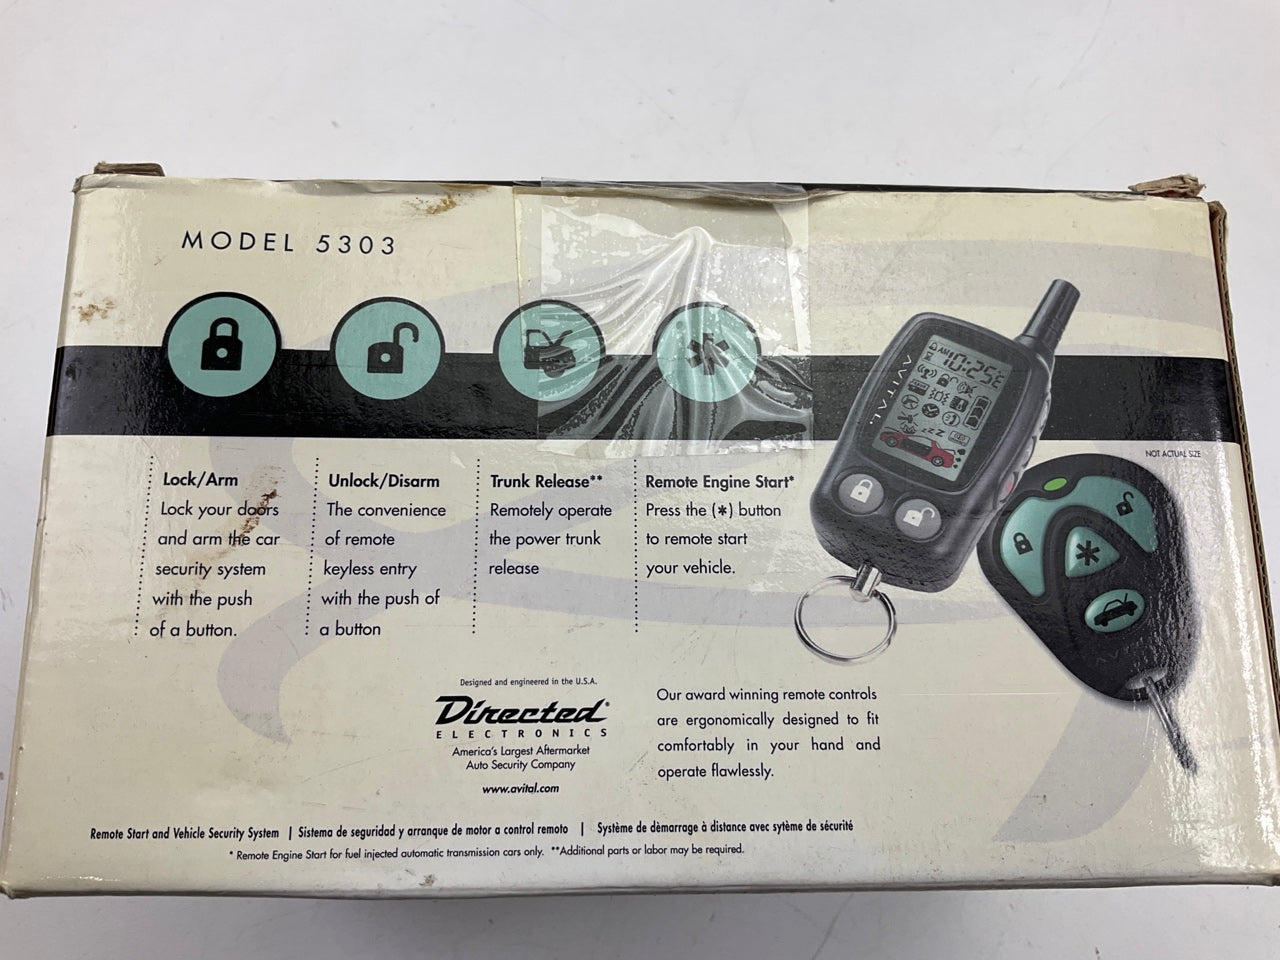 MODEL 5303
AM 10:25
AVITAL
NOT ACTUAL SIZE
Lock/Arm
Lock your doors
and arm the car
security system
with the push
of a button.
Unlock/Disarm
The convenience
of remote
keyless entry
with the push of
a button
Trunk Release**
Remotely operate
the power trunk
release
Remote Engine Start*
Press the (*) button
to remote start
your vehicle.
Designed and engineered in the U.S.A.
Directed®
ELECTRONICS
America's Largest Aftermarket
Auto Security Company
www.avital.com
Our award winning remote controls
are ergonomically designed to fit
comfortably in your hand and
operate flawlessly.
Remote Start and Vehicle Security System | Sistema de seguridad y arranque de motor a control remoto | Système de dèmarrage à distance avec sytème de sécurité
* Remote Engine Start for fuel injected automatic transmission cars only. **Additional parts or labor may be required.